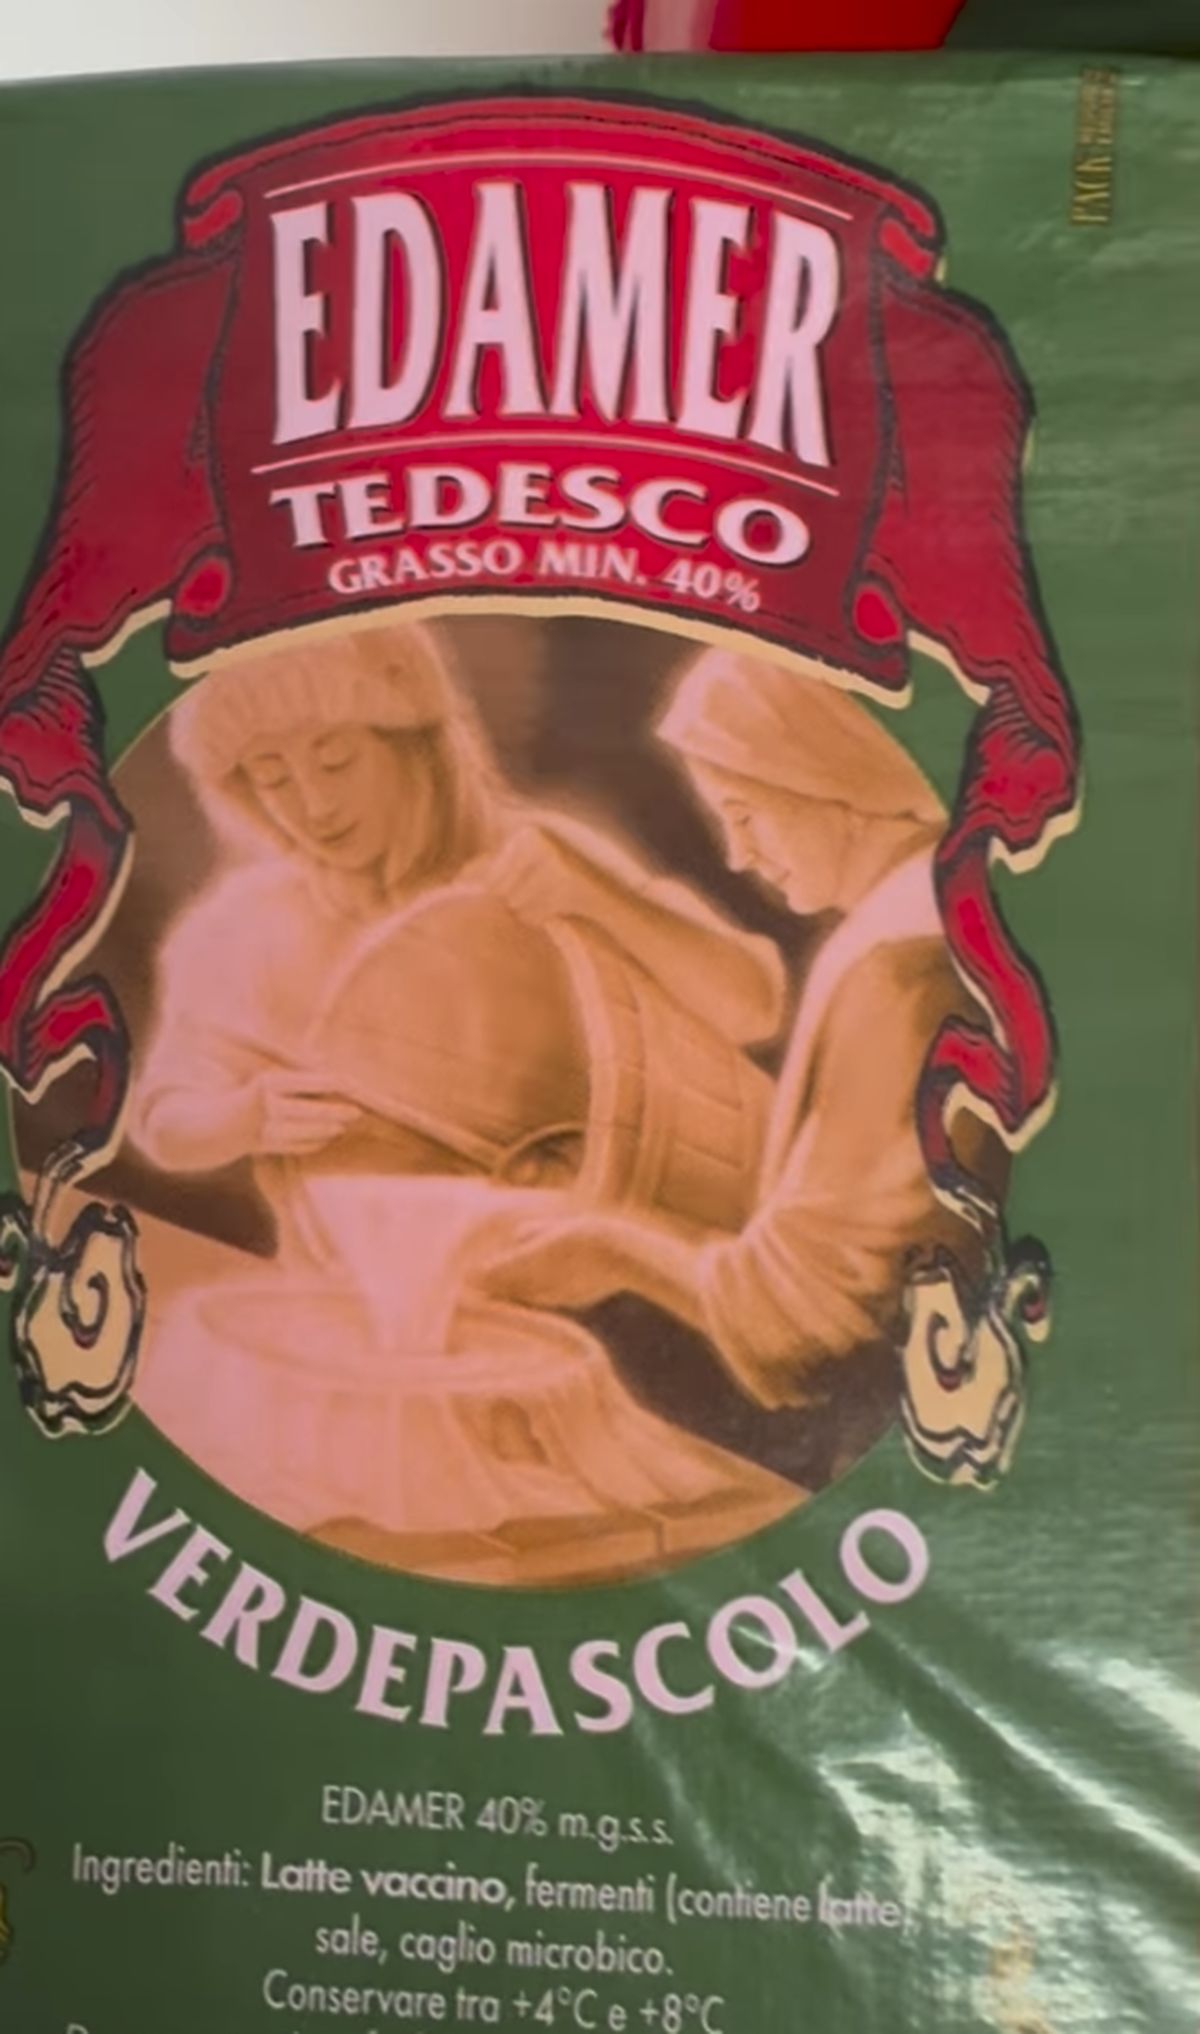 EDAMER
TEDESCO
GRASSO MIN. 40%
VERDEPASCOLO
EDAMER 40% m.g.s.s.
Ingredienti: Latte vaccino, fermenti (contiene latte),
sale, caglio microbico.
Conservare tra +4°C e +8°C